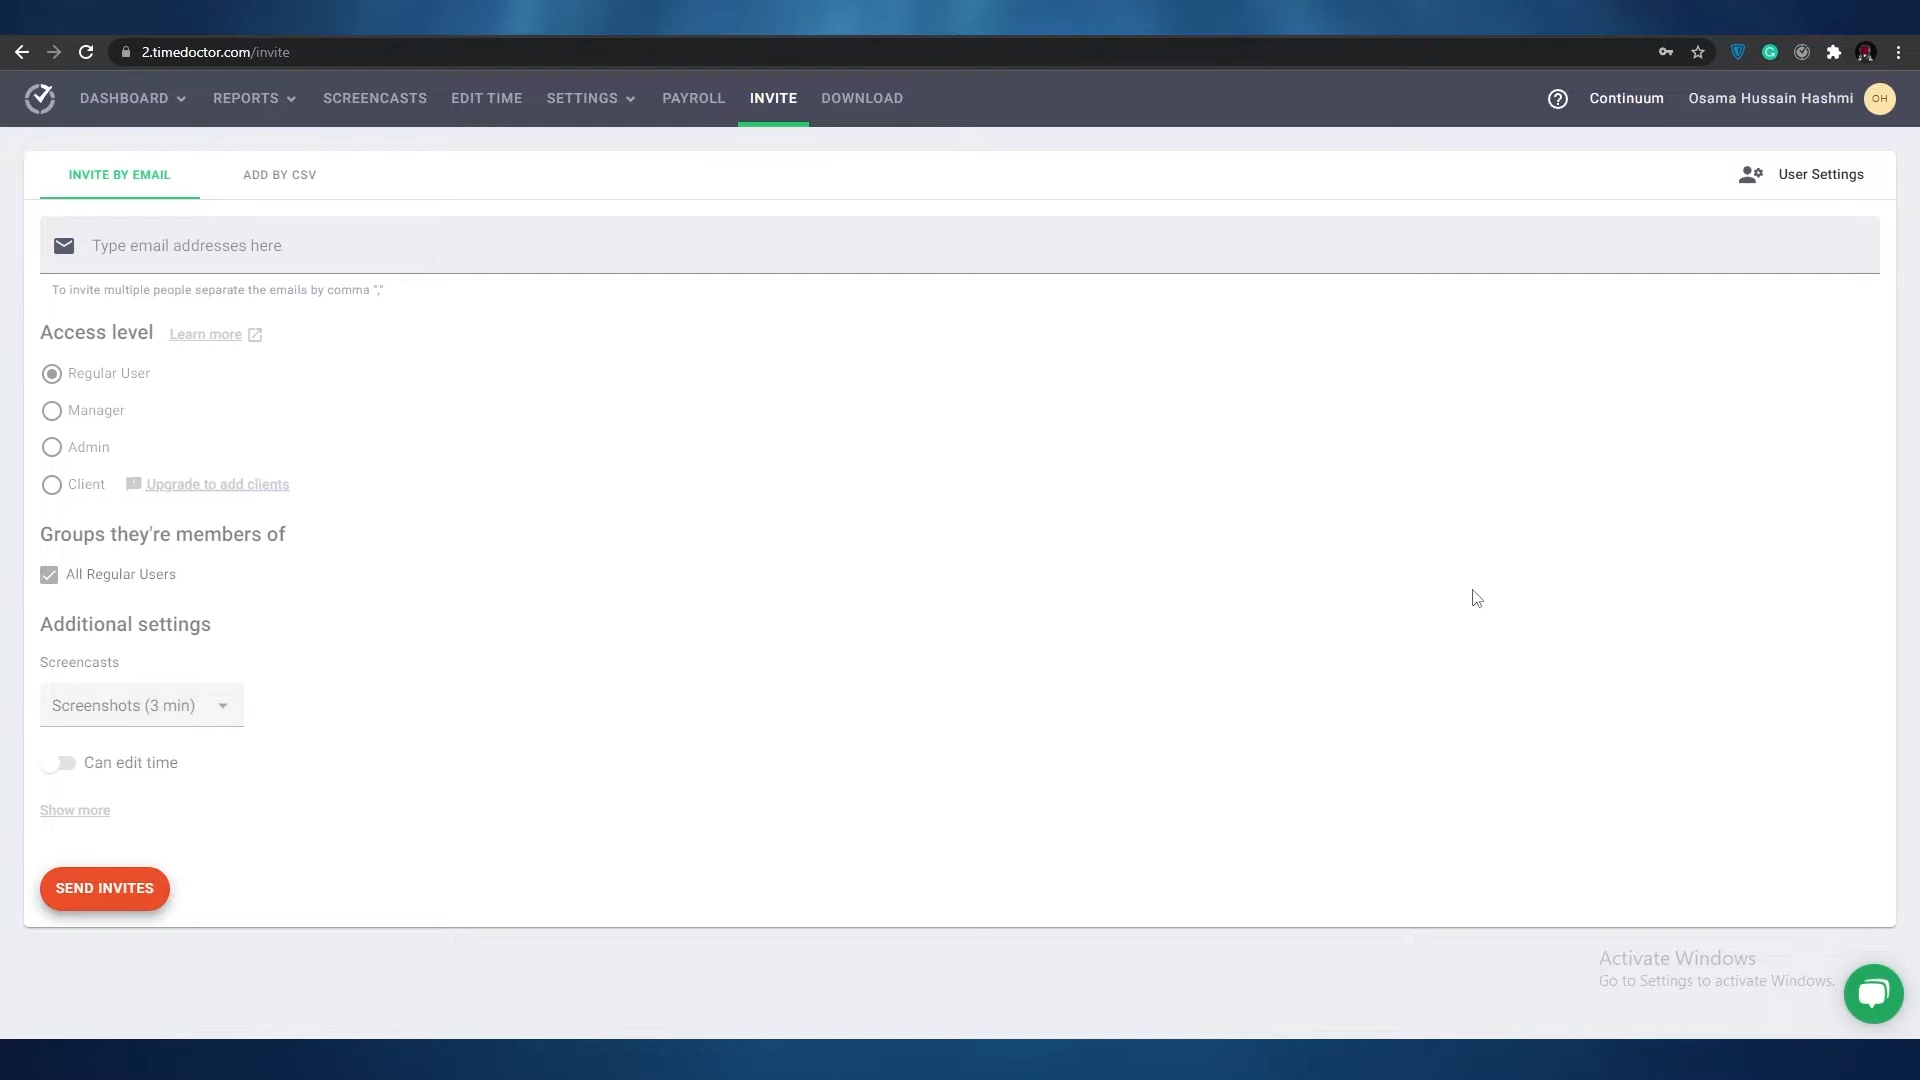 2.timedoctor.com/invite
DASHBOARD REPORTS SCREENCASTS EDIT TIME SETTINGS PAYROLL INVITE DOWNLOAD Continuum Osama Hussain Hashmi OH
INVITE BY EMAIL ADD BY CSV User Settings
Type email addresses here
To invite multiple people separate the emails by comma ","
Access level Learn more
Regular User
Manager
Admin
Client Upgrade to add clients
Groups they're members of
All Regular Users
Additional settings
Screencasts
Screenshots (3 min)
Can edit time
Show more
SEND INVITES
Activate Windows
Go to Settings to activate Windows.